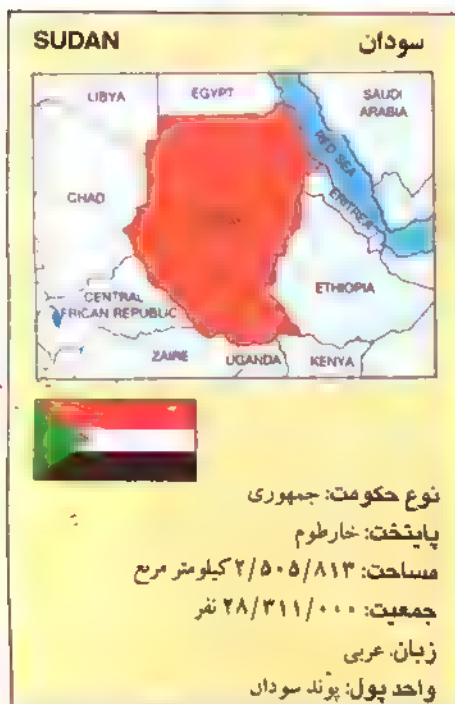 SUDAN سودان
LIBYA EGYPT SAUDI
ARABIA
RED SEA
CHAD ERITREA
ETHIOPIA
CENTRAL
AFRICAN REPUBLIC
ZAIRE UGANDA KENYA
نوع حکومت: جمهوری
پایتخت: خارطوم
مساحت: ۲/۵۰۵/۸۱۳ کیلومتر مربع
جمعیت: ۲۸/۳۱۱/۰۰۰ نفر
زبان: عربی
واحد پول: پوند سودان